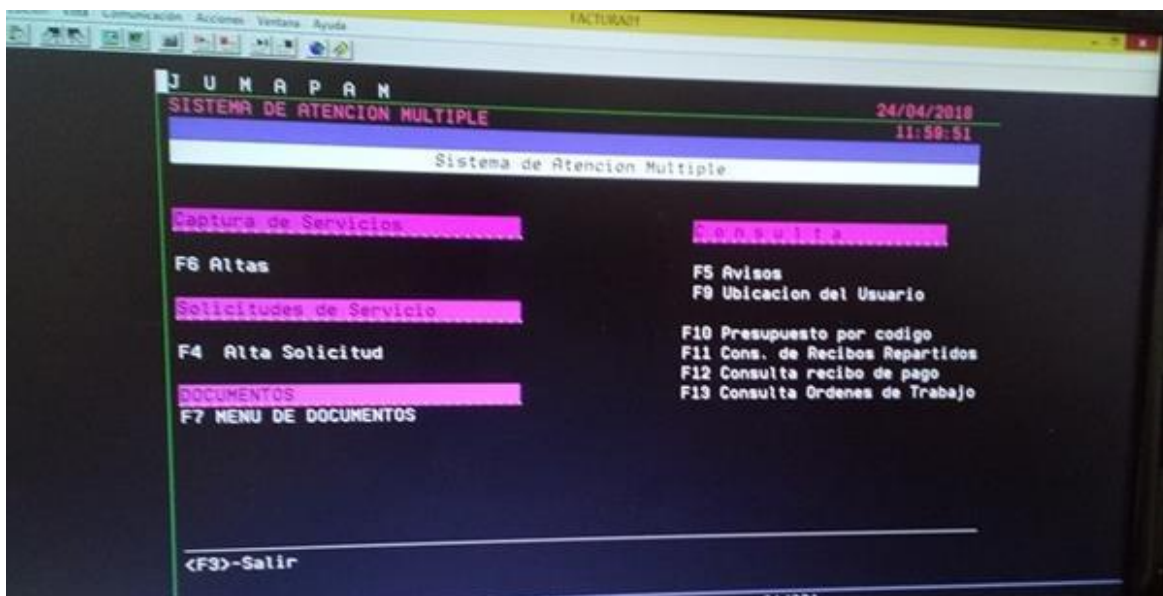 Vista Comunicación Acciones Ventana Ayuda
FACTURA01
J U M A P A M
SISTEMA DE ATENCION MULTIPLE
24/04/2018
11:59:51
Sistema de Atencion Multiple
Captura de Servicios
F6 Altas
Solicitudes de Servicio
F4 Alta Solicitud
DOCUMENTOS
F7 MENU DE DOCUMENTOS
C o n s u l t a
F5 Avisos
F9 Ubicacion del Usuario
F10 Presupuesto por codigo
F11 Cons. de Recibos Repartidos
F12 Consulta recibo de pago
F13 Consulta Ordenes de Trabajo
<F3>-Salir